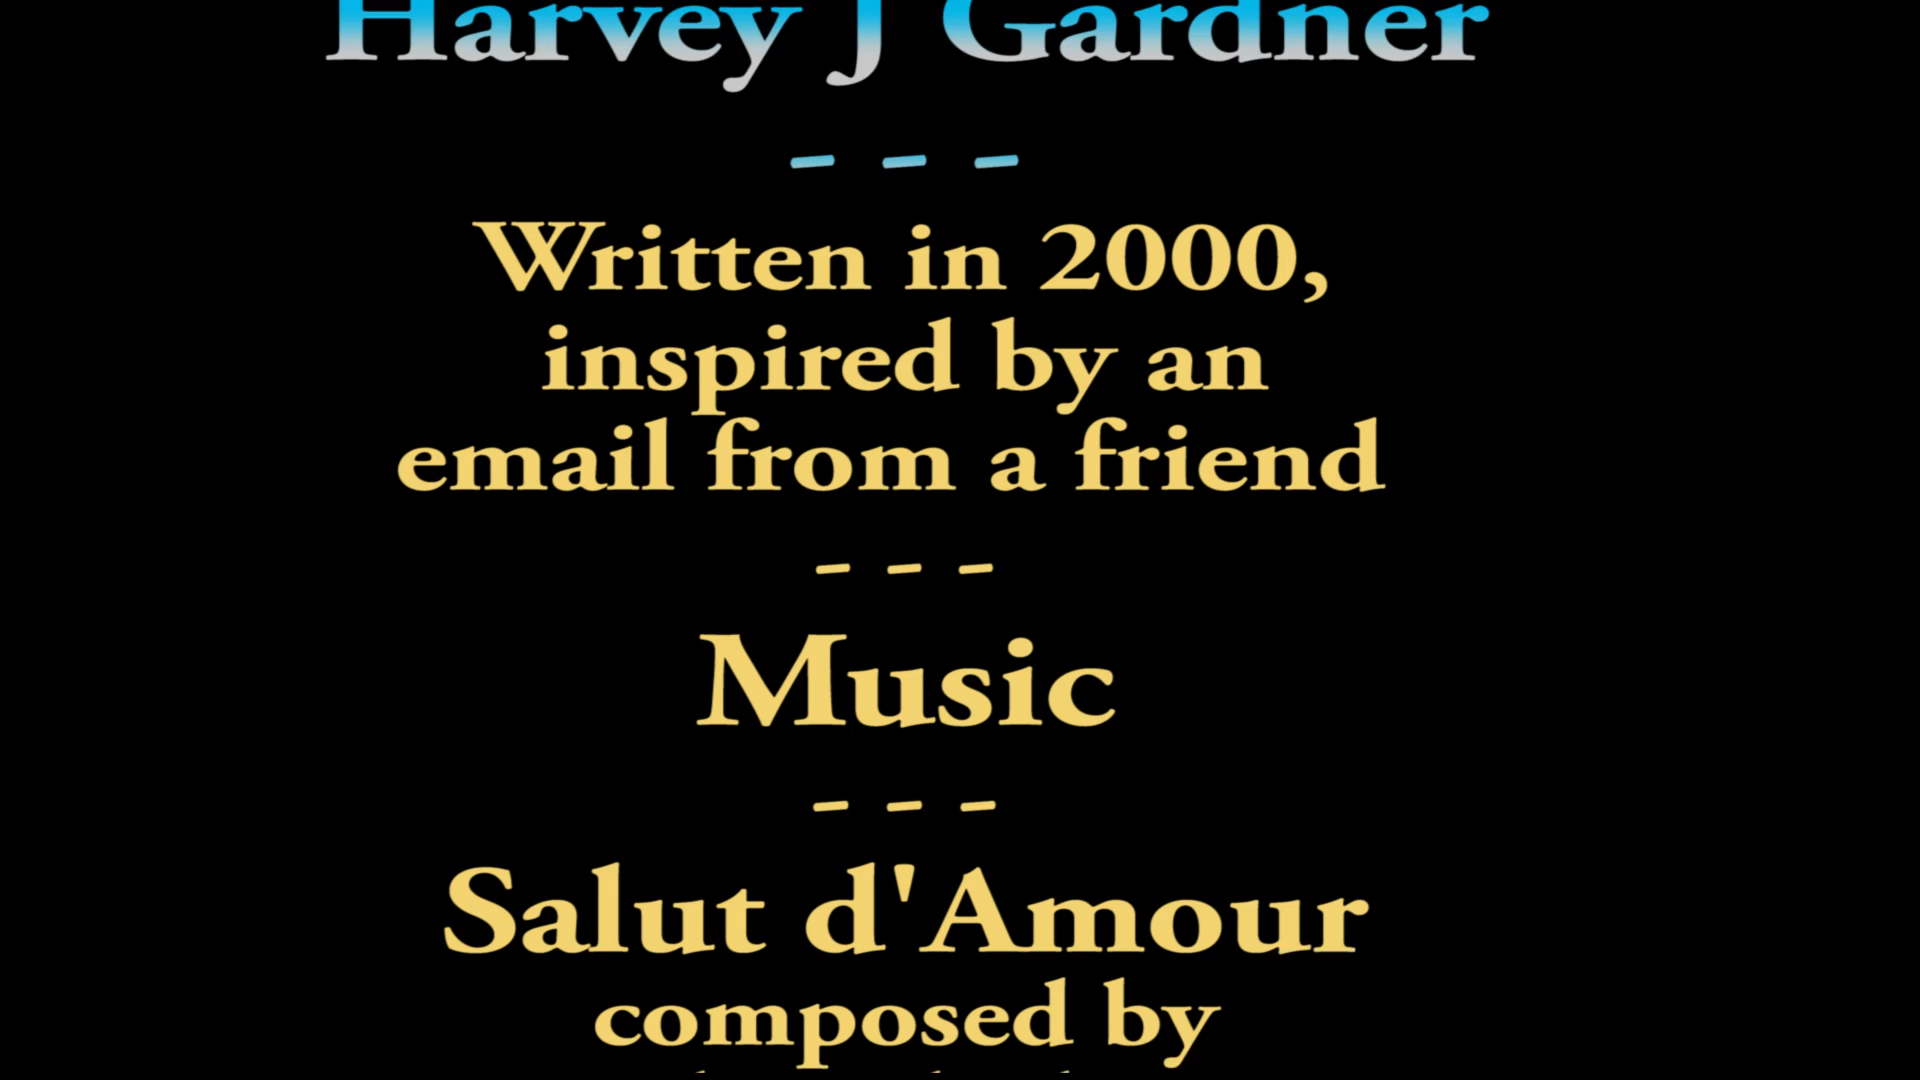 Harvey J Gardner
- - -
Written in 2000,
inspired by an
email from a friend
- - -
Music
- - -
Salut d'Amour
composed by